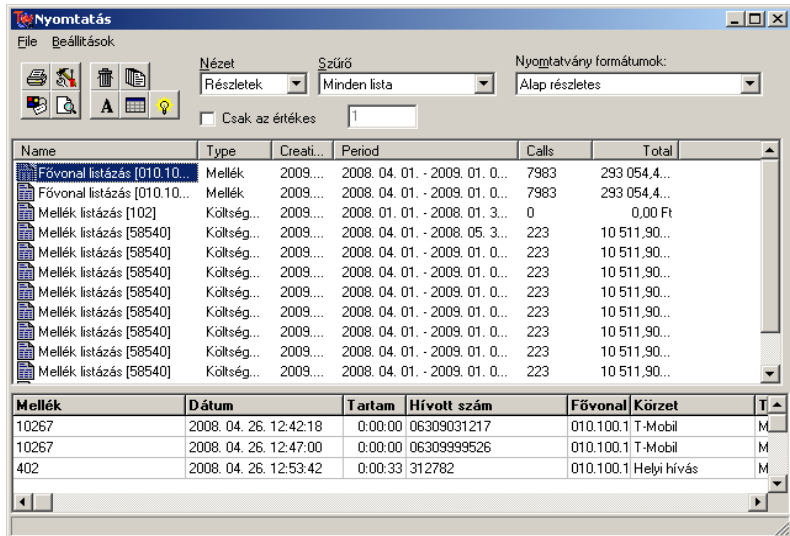 Nyomtatás
File Beállítások
Nézet Szűrő Nyomtatvány formátumok:
Részletek Minden lista Alap részletes
Csak az értékes 1
Name Type Creati... Period Calls Total
Fővonal listázás [010.10... Mellék 2009.... 2008. 04. 01. - 2009. 01. 0... 7983 293 054,4...
Fővonal listázás [010.10... Mellék 2009.... 2008. 04. 01. - 2009. 01. 0... 7983 293 054,4...
Mellék listázás [102] Költség... 2009.... 2008. 01. 01. - 2008. 01. 3... 0 0,00 Ft
Mellék listázás [58540] Költség... 2009.... 2008. 04. 01. - 2008. 05. 3... 223 10 511,90...
Mellék listázás [58540] Költség... 2009.... 2008. 04. 01. - 2009. 01. 0... 223 10 511,90...
Mellék listázás [58540] Költség... 2009.... 2008. 04. 01. - 2009. 01. 0... 223 10 511,90...
Mellék listázás [58540] Költség... 2009.... 2008. 04. 01. - 2009. 01. 0... 223 10 511,90...
Mellék listázás [58540] Költség... 2009.... 2008. 04. 01. - 2009. 01. 0... 223 10 511,90...
Mellék listázás [58540] Költség... 2009.... 2008. 04. 01. - 2009. 01. 0... 223 10 511,90...
Mellék listázás [58540] Költség... 2009.... 2008. 04. 01. - 2009. 01. 0... 223 10 511,90...
Mellék listázás [58540] Költség... 2009.... 2008. 04. 01. - 2009. 01. 0... 223 10 511,90...
Mellék Dátum Tartam Hívott szám Fővonal Körzet T
10267 2008. 04. 26. 12:42:18 0:00:00 06309031217 010.100.1 T-Mobil M
10267 2008. 04. 26. 12:47:00 0:00:00 06309999526 010.100.1 T-Mobil M
402 2008. 04. 26. 12:53:42 0:00:33 312782 010.100.1 Helyi hívás M